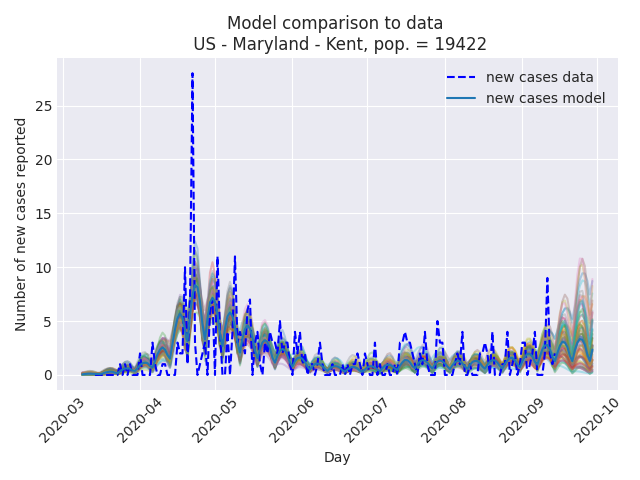 Model comparison to data
US - Maryland - Kent, pop. = 19422
new cases data
new cases model
Number of new cases reported
25
20
15
10
5
0
2020-03
2020-04
2020-05
2020-06
2020-07
2020-08
2020-09
2020-10
Day